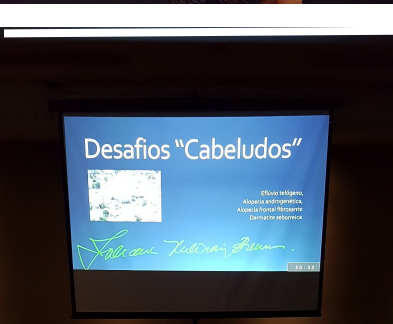 Desafios "Cabeludos"
Eflúvio telógeno,
Alopecia androgenética,
Alopecia frontal fibrosante
Dermatite seborreica